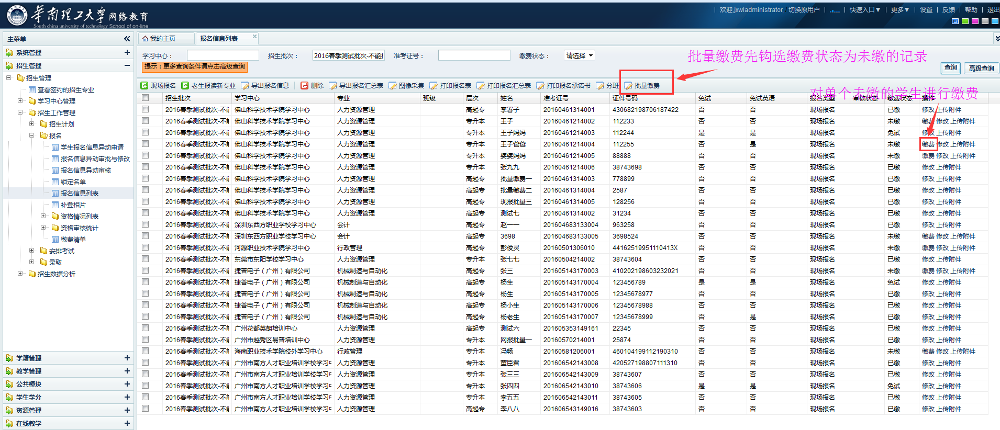 华南理工大学 网络教育
South china university of technology School of on-line
欢迎,jxwladministrator, 切换原用户 | 快速入口▼ | 更多▼ | 设置 | 反馈 | 帮助 | 退出
主菜单
系统管理
招生管理
招生管理
查看签约的招生专业
学习中心管理
招生工作管理
招生计划
报名
学生报名信息异动申请
报名信息异动审批与修改
报名信息异动审核
锁定名单
报名信息列表
补登相片
资格情况列表
资格审核统计
缴费清单
安排考试
录取
招生数据分析
学籍管理
教学管理
公共模块
学生学分
资源管理
在线教学
我的主页 报名信息列表
学习中心： 招生批次： 2016春季测试批次-不能 准考证号： 缴费状态： 请选择
批量缴费先钩选缴费状态为未缴的记录
提示：更多查询条件请点击高级查询
查询 高级查询
现场报名 老生报读新专业 导出报名信息 删除 导出报名汇总表 图像采集 打印报名表 打印报名汇总表 打印报名承诺书 分班 批量缴费
对单个未缴的学生进行缴费
招生批次 学习中心 专业 班级 层次 姓名 准考证号 证件号码 免试 免试英语 报名类型 审核状态 缴费状态 操作
2016春季测试批次-不能 佛山科学技术学院学习中心 人力资源管理 高起专 李署子 20160461314001 430682198706187422 否 否 现场报名 已缴 修改 上传附件
2016春季测试批次-不能 佛山科学技术学院学习中心 人力资源管理 专升本 王子 20160461214002 112233 否 否 现场报名 未缴 缴费 修改 上传附件
2016春季测试批次-不能 佛山科学技术学院学习中心 人力资源管理 专升本 王子妈妈 20160461214003 112244 是 是 现场报名 免试 修改 上传附件
2016春季测试批次-不能 佛山科学技术学院学习中心 人力资源管理 专升本 王子爸爸 20160461214004 112255 否 是 现场报名 未缴 缴费 修改 上传附件
2016春季测试批次-不能 佛山科学技术学院学习中心 人力资源管理 专升本 婆婆妈妈 20160461214005 88888 否 否 现场报名 未缴 缴费 修改 上传附件
2016春季测试批次-不能 佛山科学技术学院学习中心 人力资源管理 专升本 张九九 20160461214006 38743698 否 否 现场报名 已缴 修改 上传附件
2016春季测试批次-不能 佛山科学技术学院学习中心 人力资源管理 高起专 批量缴费一 20160461314003 778899 否 否 现场报名 已缴 修改 上传附件
2016春季测试批次-不能 佛山科学技术学院学习中心 人力资源管理 高起专 批量缴费二 20160461314004 2587 否 否 现场报名 已缴 修改 上传附件
2016春季测试批次-不能 佛山科学技术学院学习中心 人力资源管理 高起专 现报批量三 20160461314005 128256 否 否 现场报名 已缴 修改 上传附件
2016春季测试批次-不能 佛山科学技术学院学习中心 人力资源管理 高起专 测试七 20160461314002 31234 否 否 现场报名 已缴 修改 上传附件
2016春季测试批次-不能 深圳东西方职业学校学习中心 会计 高起专 赵一一 201604683133004 963258 否 否 现场报名 已缴 修改 上传附件
2016春季测试批次-不能 深圳东西方职业学校学习中心 会计 高起专 3698 201604683133005 3698524 否 否 现场报名 未缴 缴费 修改 上传附件
2016春季测试批次-不能 河源职业技术学院学习中心 行政管理 高起专 彭俊灵 20160501306010 44162519951110413X 否 否 现场报名 未缴 缴费 修改 上传附件
2016春季测试批次-不能 东莞市东阳学校学习中心 人力资源管理 专升本 张七七 20160504214002 38743604 否 否 现场报名 已缴 修改 上传附件
2016春季测试批次-不能 捷普电子（广州）有限公司 机械制造与自动化 高起专 张三 201605143170003 410202198603232021 否 否 现场报名 未缴 缴费 修改 上传附件
2016春季测试批次-不能 捷普电子（广州）有限公司 机械制造与自动化 高起专 杨生 201605143170004 123456789 是 是 现场报名 免试 修改 上传附件
2016春季测试批次-不能 捷普电子（广州）有限公司 机械制造与自动化 高起专 杨生 201605143170005 12345678977 否 否 现场报名 已缴 修改 上传附件
2016春季测试批次-不能 捷普电子（广州）有限公司 机械制造与自动化 高起专 杨小生 201605143170006 12345678988 否 否 现场报名 已缴 修改 上传附件
2016春季测试批次-不能 捷普电子（广州）有限公司 机械制造与自动化 高起专 杨老生 201605143170007 12345678999 否 是 现场报名 已缴 修改 上传附件
2016春季测试批次-不能 广州花都英朗培训中心 人力资源管理 高起专 测试六 201605353149161 22345 否 否 现场报名 已缴 修改 上传附件
2016春季测试批次-不能 广州市越秀区易普培训中心 人力资源管理 专升本 网报批量一 20160570214001 25874 否 否 现场报名 已缴 修改 上传附件
2016春季测试批次-不能 海南职业技术学院校外学习中心 行政管理 专升本 冯畅 20160581206001 460104199112190310 否 否 现场报名 未缴 缴费 修改 上传附件
2016春季测试批次-不能 广州市南方人才职业培训学校学习中 人力资源管理 专升本 董臣君 201606542143008 420527198807111310 否 否 现场报名 已缴 修改 上传附件
2016春季测试批次-不能 广州市南方人才职业培训学校学习中 人力资源管理 专升本 张三三 201606542143009 38743607 否 否 现场报名 已缴 修改 上传附件
2016春季测试批次-不能 广州市南方人才职业培训学校学习中 人力资源管理 专升本 张四四 201606542143010 38743606 是 是 现场报名 免试 修改 上传附件
2016春季测试批次-不能 广州市南方人才职业培训学校学习中 人力资源管理 专升本 李五五 201606542143011 38743605 否 否 现场报名 已缴 修改 上传附件
2016春季测试批次-不能 广州市南方人才职业培训学校学习中 人力资源管理 高起专 李八八 201606543149016 38743603 否 否 现场报名 已缴 修改 上传附件